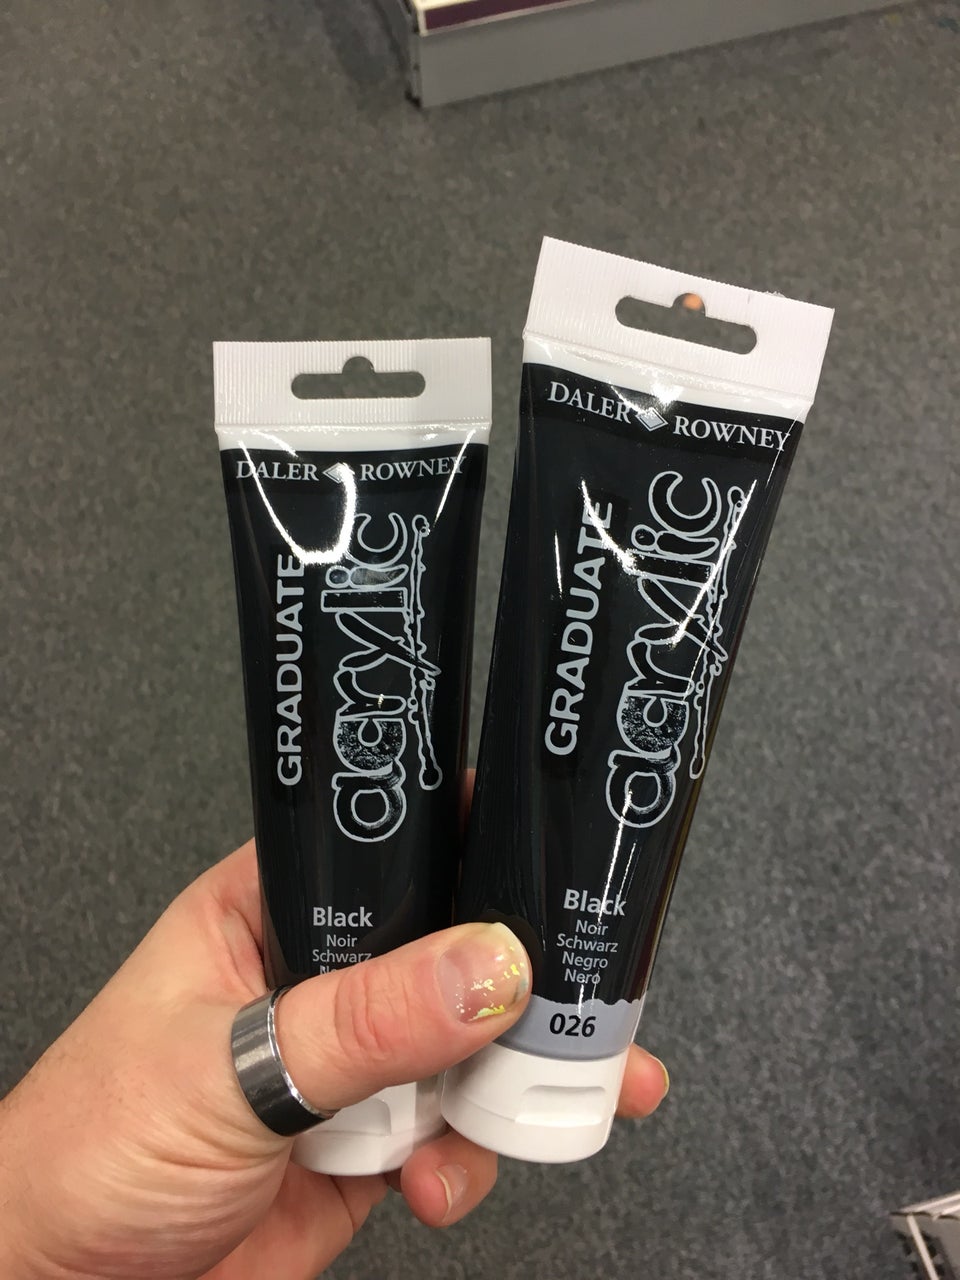 DALER ROWNEY
GRADUATE
acrylic
Black
Noir
Schwarz
DALER ROWNEY
GRADUATE
acrylic
Black
Noir
Schwarz
Negro
Nero
026